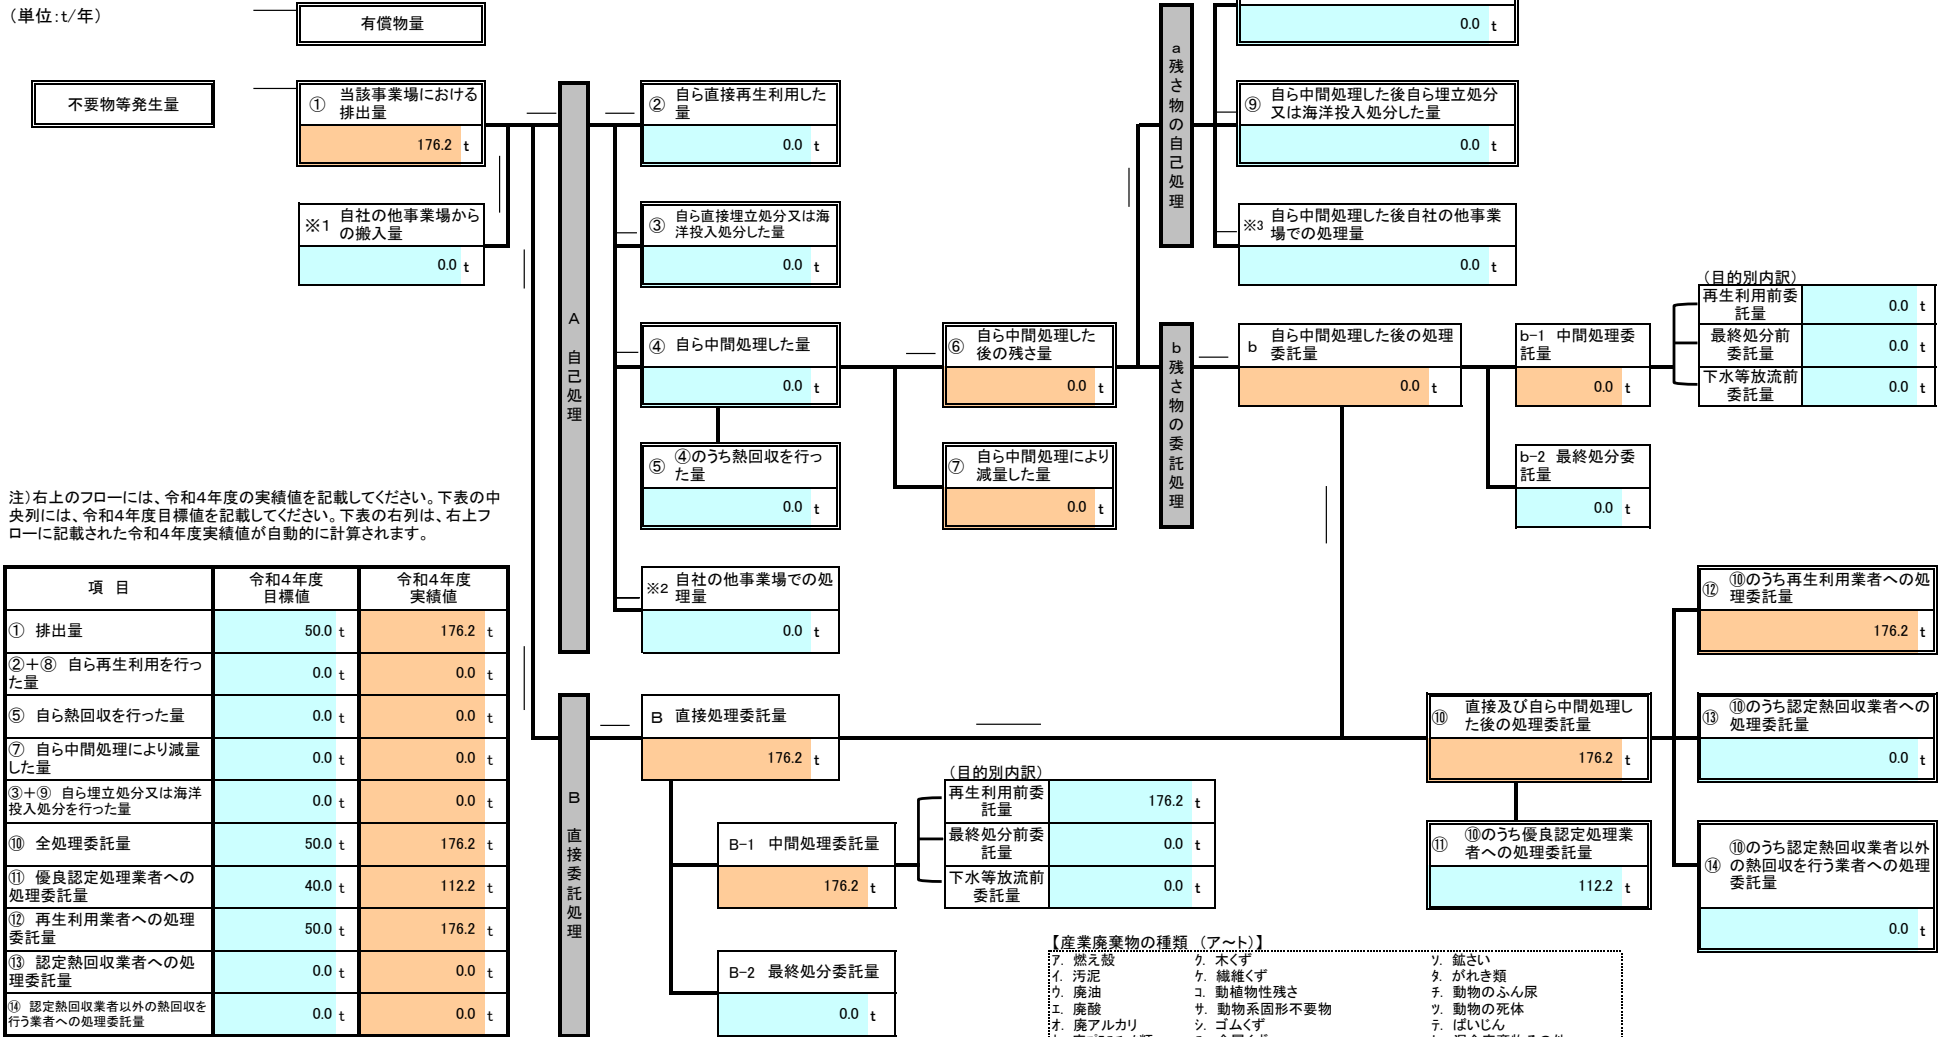 （単位：t/年）
有償物量
不要物等発生量
① 当該事業場における
排出量
176.2 t
※1 自社の他事業場から
の搬入量
0.0 t
A 自己処理
② 自ら直接再生利用した
量
0.0 t
③ 自ら直接埋立処分又は海
洋投入処分した量
0.0 t
④ 自ら中間処理した量
0.0 t
⑤ ④のうち熱回収を行っ
た量
0.0 t
※2 自社の他事業場での処
理量
0.0 t
⑥ 自ら中間処理した
後の残さ量
0.0 t
⑦ 自ら中間処理により
減量した量
0.0 t
a 残さ物の自己処理
0.0 t
⑨ 自ら中間処理した後自ら埋立処分
又は海洋投入処分した量
0.0 t
※3 自ら中間処理した後自社の他事業
場での処理量
0.0 t
b 残さ物の委託処理
b 自ら中間処理した後の処理
委託量
0.0 t
b-1 中間処理委
託量
0.0 t
b-2 最終処分委
託量
0.0 t
（目的別内訳）
再生利用前委
託量
0.0 t
最終処分前
委託量
0.0 t
下水等放流前
委託量
0.0 t
注）右上のフローには、令和４年度の実績値を記載してください。下表の中
央列には、令和４年度目標値を記載してください。下表の右列は、右上フ
ローに記載された令和４年度実績値が自動的に計算されます。
項 目
令和４年度
目標値
令和４年度
実績値
① 排出量 50.0 t 176.2 t
②＋⑧ 自ら再生利用を行っ
た量 0.0 t 0.0 t
⑤ 自ら熱回収を行った量 0.0 t 0.0 t
⑦ 自ら中間処理により減量
した量 0.0 t 0.0 t
③＋⑨ 自ら埋立処分又は海洋
投入処分を行った量 0.0 t 0.0 t
⑩ 全処理委託量 50.0 t 176.2 t
⑪ 優良認定処理業者への
処理委託量 40.0 t 112.2 t
⑫ 再生利用業者への処理
委託量 50.0 t 176.2 t
⑬ 認定熱回収業者への処
理委託量 0.0 t 0.0 t
⑭ 認定熱回収業者以外の熱回収を
行う業者への処理委託量 0.0 t 0.0 t
B 直接委託処理
B 直接処理委託量
176.2 t
B-1 中間処理委託量
176.2 t
B-2 最終処分委託量
0.0 t
（目的別内訳）
再生利用前委
託量
176.2 t
最終処分前委
託量
0.0 t
下水等放流前
委託量
0.0 t
⑩ 直接及び自ら中間処理し
た後の処理委託量
176.2 t
⑪ ⑩のうち優良認定処理業
者への処理委託量
112.2 t
⑫ ⑩のうち再生利用業者への処
理委託量
176.2 t
⑬ ⑩のうち認定熱回収業者への
処理委託量
0.0 t
⑭ ⑩のうち認定熱回収業者以外
の熱回収を行う業者への処理
委託量
0.0 t
【産業廃棄物の種類 （ア～ト）】
ア. 燃え殻 ク. 木くず ソ. 鉱さい
イ. 汚泥 ケ. 繊維くず タ. がれき類
ウ. 廃油 コ. 動植物性残さ チ. 動物のふん尿
エ. 廃酸 サ. 動物系固形不要物 ツ. 動物の死体
オ. 廃アルカリ シ. ゴムくず テ. ばいじん